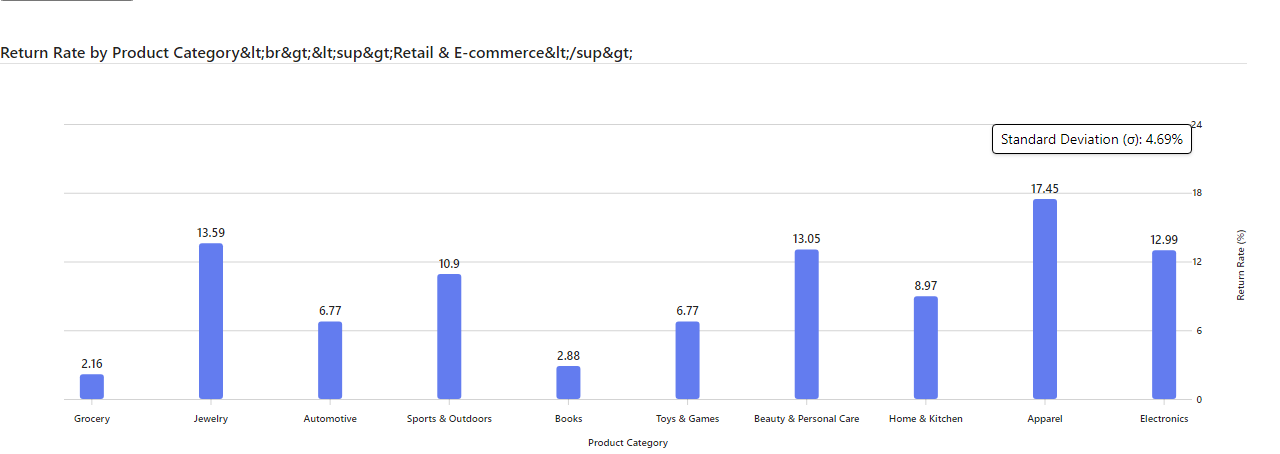 Return Rate by Product Category&lt;br&gt;&lt;sup&gt;Retail & E-commerce&lt;/sup&gt;
Standard Deviation (σ): 4.69%
24
18
12
6
0
Return Rate (%)
2.16
13.59
6.77
10.9
2.88
6.77
13.05
8.97
17.45
12.99
Grocery
Jewelry
Automotive
Sports & Outdoors
Books
Toys & Games
Beauty & Personal Care
Home & Kitchen
Apparel
Electronics
Product Category